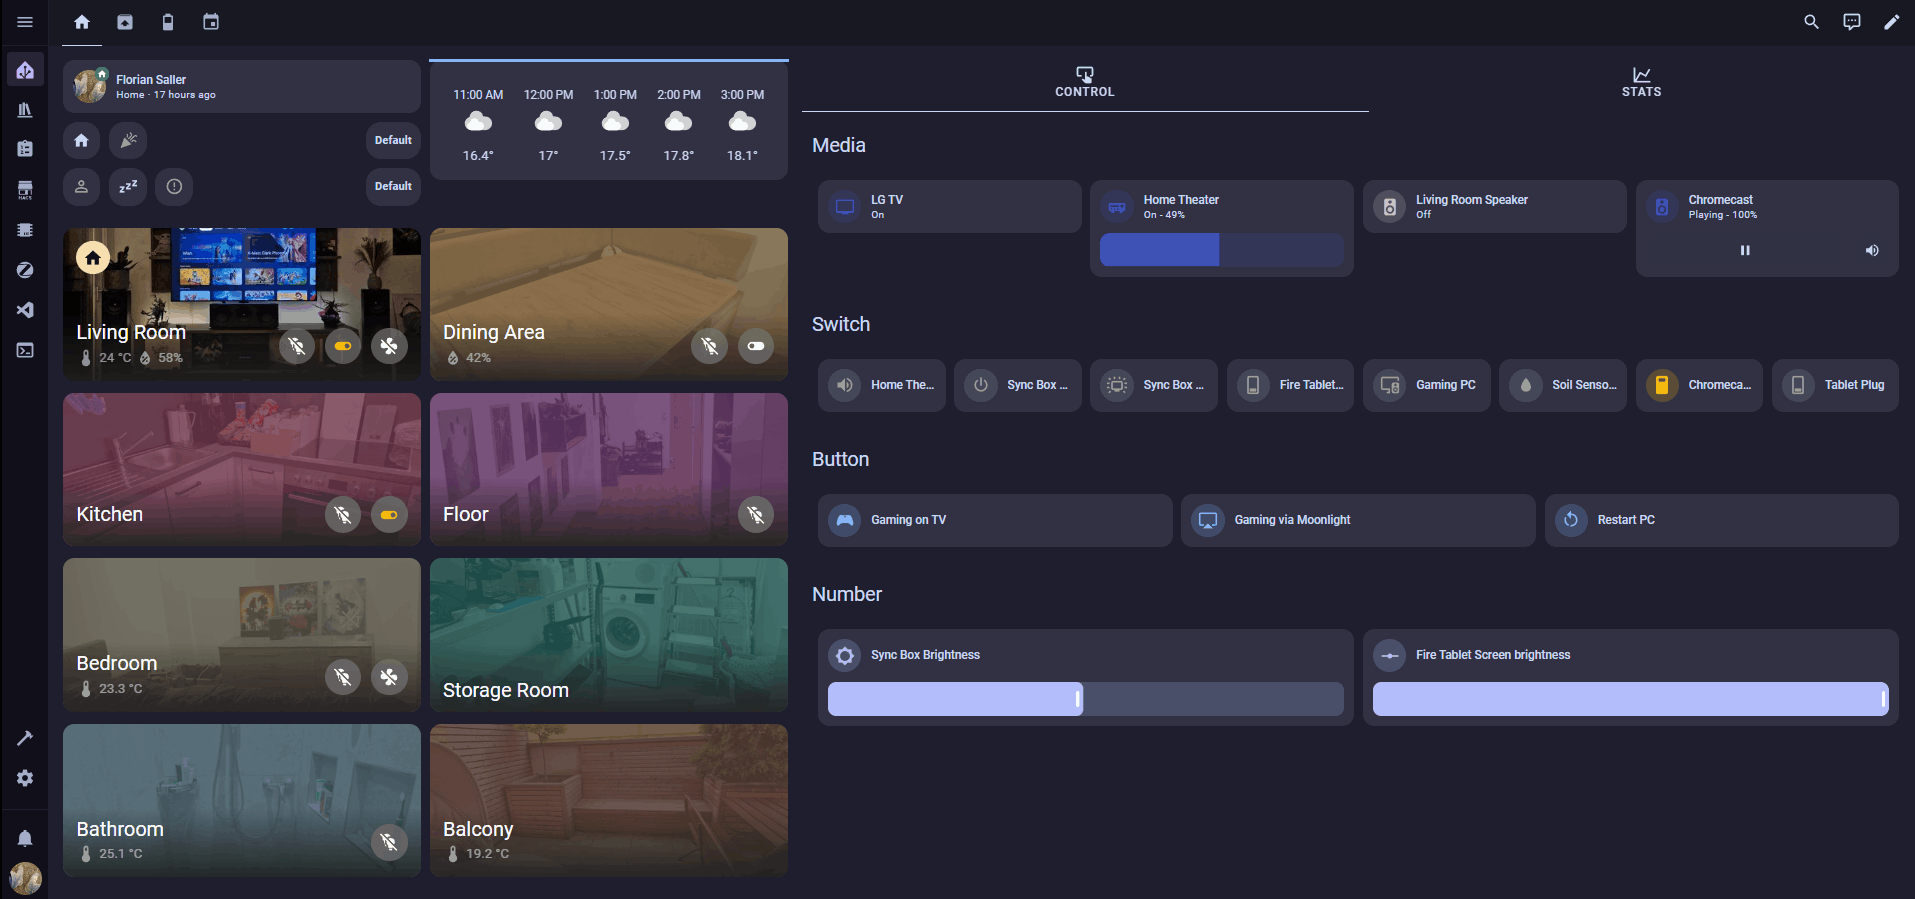 Florian Saller
Home · 17 hours ago
Default
zzz
Default
11:00 AM 12:00 PM 1:00 PM 2:00 PM 3:00 PM
16.4° 17° 17.5° 17.8° 18.1°
Living Room
24 °C 58%
Dining Area
42%
Kitchen
Floor
Bedroom
23.3 °C
Storage Room
Bathroom
25.1 °C
Balcony
19.2 °C
CONTROL
STATS
Media
LG TV
On
Home Theater
On - 49%
Living Room Speaker
Off
Chromecast
Playing - 100%
Switch
Home The...
Sync Box ...
Sync Box ...
Fire Tablet...
Gaming PC
Soil Senso...
Chromeca...
Tablet Plug
Button
Gaming on TV
Gaming via Moonlight
Restart PC
Number
Sync Box Brightness
Fire Tablet Screen brightness
HACS